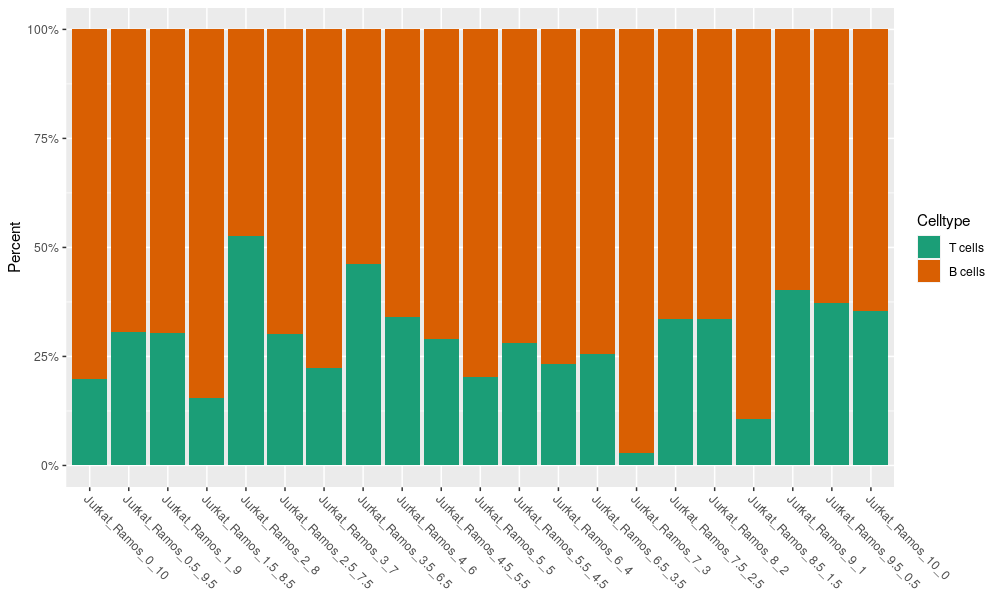 100%
75%
50%
25%
0%
Percent
Jurkat_Ramos_0_10
Jurkat_Ramos_0.5_9.5
Jurkat_Ramos_1_9
Jurkat_Ramos_1.5_8.5
Jurkat_Ramos_2_8
Jurkat_Ramos_2.5_7.5
Jurkat_Ramos_3_7
Jurkat_Ramos_3.5_6.5
Jurkat_Ramos_4_6
Jurkat_Ramos_4.5_5.5
Jurkat_Ramos_5_5
Jurkat_Ramos_5.5_4.5
Jurkat_Ramos_6_4
Jurkat_Ramos_6.5_3.5
Jurkat_Ramos_7_3
Jurkat_Ramos_7.5_2.5
Jurkat_Ramos_8_2
Jurkat_Ramos_8.5_1.5
Jurkat_Ramos_9_1
Jurkat_Ramos_9.5_0.5
Jurkat_Ramos_10_0
Celltype
T cells
B cells